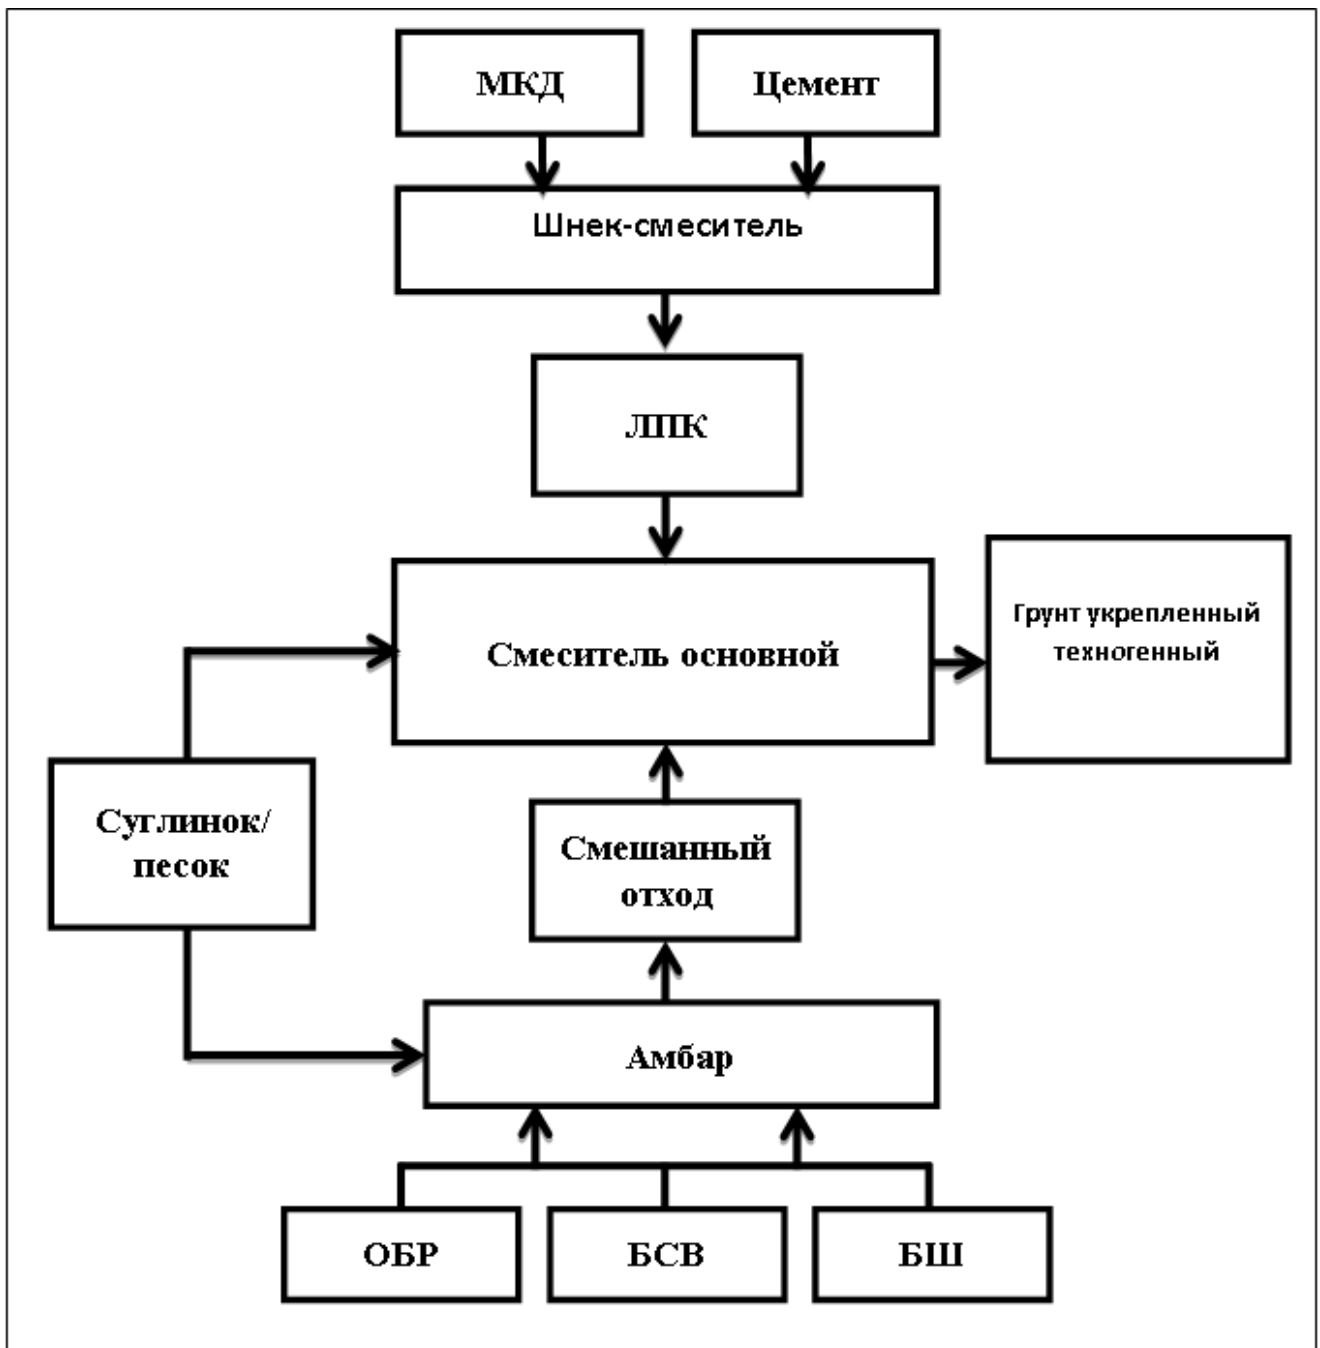 МКД
Цемент
Шнек-смеситель
ЛПК
Смеситель основной
Грунт укрепленный
техногенный
Суглинок/
песок
Смешанный
отход
Амбар
ОБР
БСВ
БШ